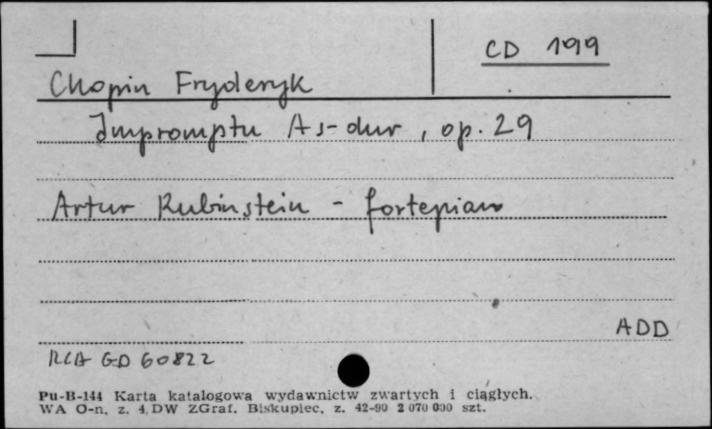 CD 199
Chopin Fryderyk
Impromptu As-dur, op. 29
Artur Rubinstein - fortepian
ADD
RCA GD 60822
Pu-B-144 Karta katalogowa wydawnictw zwartych i ciągłych.
WA O-n. z. 4. DW ZGraf. Biskupiec. z. 42-90 2 070 000 szt.